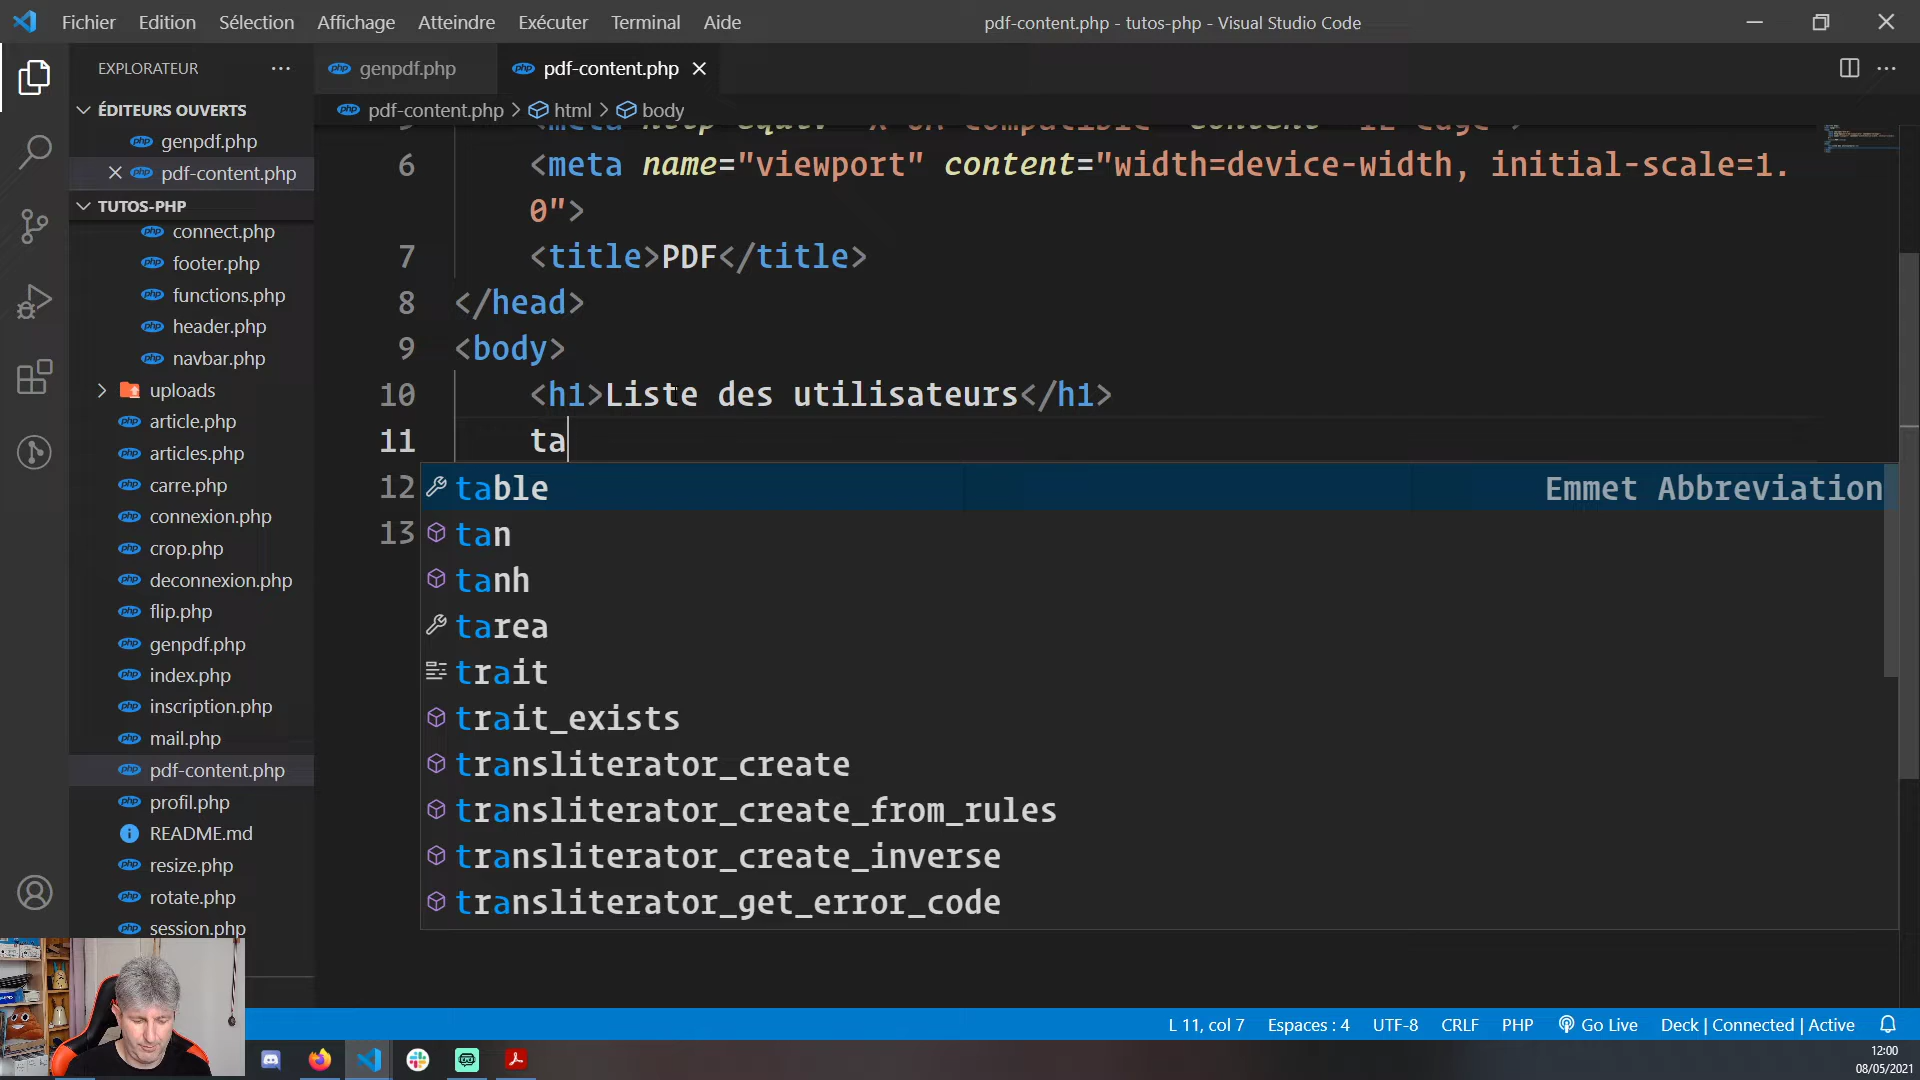 Fichier Edition Sélection Affichage Atteindre Exécuter Terminal Aide
pdf-content.php - tutos-php - Visual Studio Code
EXPLORATEUR
ÉDITEURS OUVERTS
genpdf.php
pdf-content.php
TUTOS-PHP
connect.php
footer.php
functions.php
header.php
navbar.php
uploads
article.php
articles.php
carre.php
connexion.php
crop.php
deconnexion.php
flip.php
genpdf.php
index.php
inscription.php
mail.php
pdf-content.php
profil.php
README.md
resize.php
rotate.php
session.php
genpdf.php pdf-content.php
pdf-content.php > html > body
6 <meta name="viewport" content="width=device-width, initial-scale=1.
0">
7 <title>PDF</title>
8 </head>
9 <body>
10 <h1>Liste des utilisateurs</h1>
11 ta
12
13
table Emmet Abbreviation
tan
tanh
tarea
trait
trait_exists
transliterator_create
transliterator_create_from_rules
transliterator_create_inverse
transliterator_get_error_code
L 11, col 7 Espaces : 4 UTF-8 CRLF PHP Go Live Deck | Connected | Active
12:00
08/05/2021